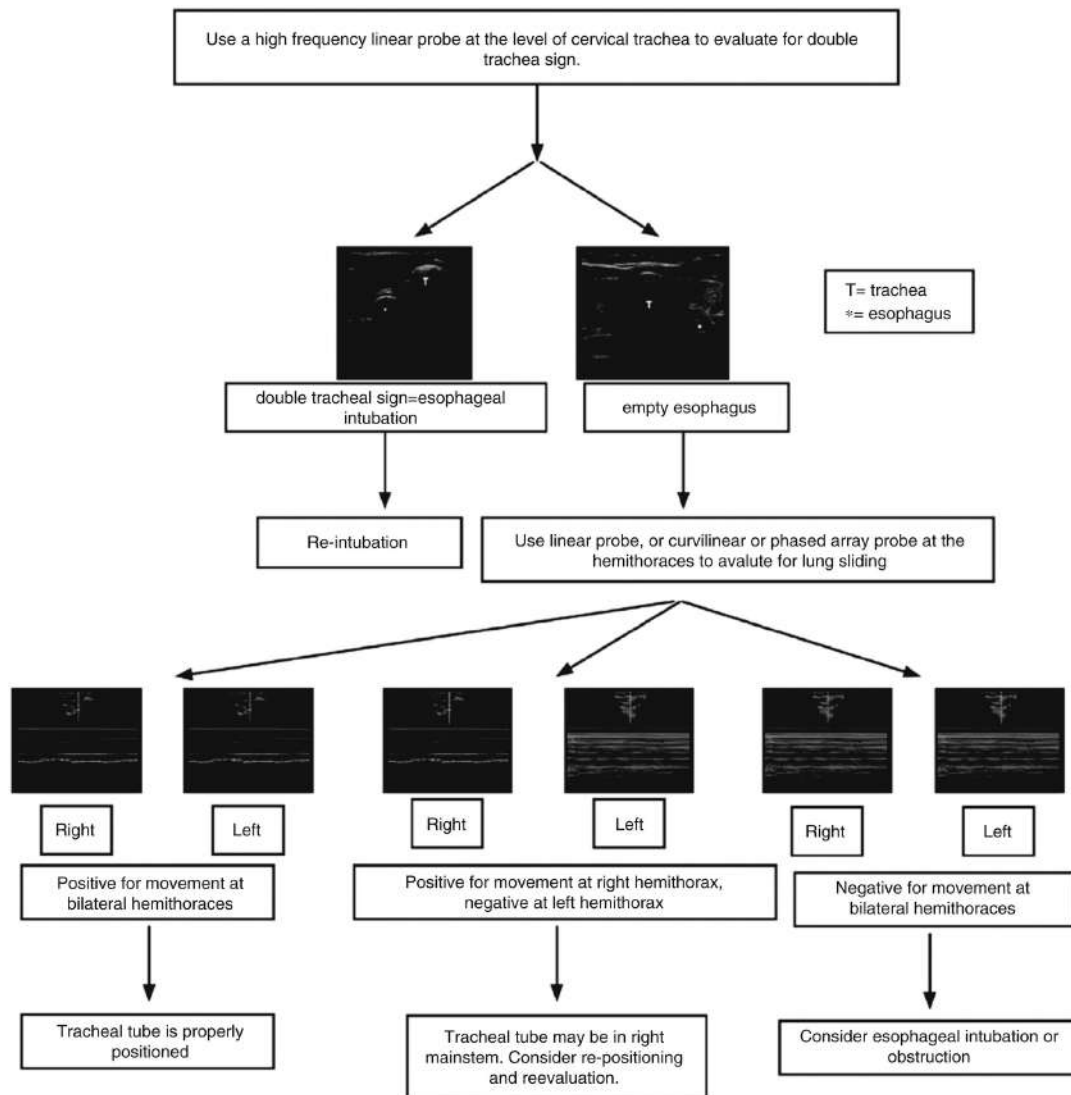 Use a high frequency linear probe at the level of cervical trachea to evaluate for double
trachea sign.
T
*
T
*
T= trachea
*= esophagus
double tracheal sign=esophageal
intubation
empty esophagus
Re-intubation
Use linear probe, or curvilinear or phased array probe at the
hemithoraces to avalute for lung sliding
Right
Left
Right
Left
Right
Left
Positive for movement at
bilateral hemithoraces
Positive for movement at right hemithorax,
negative at left hemithorax
Negative for movement at
bilateral hemithoraces
Tracheal tube is properly
positioned
Tracheal tube may be in right
mainstem. Consider re-positioning
and reevaluation.
Consider esophageal intubation or
obstruction